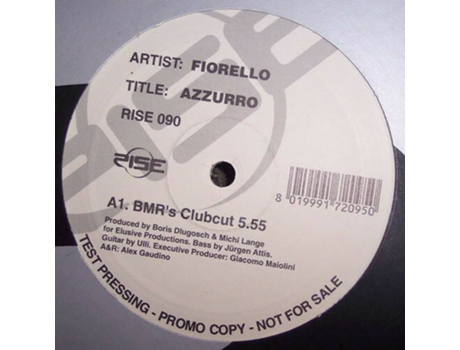 ARTIST: FIORELLO
TITLE: AZZURRO
RISE 090
RISE
8 019991 720950
A1. BMR's Clubcut 5.55
Produced by Boris Dlugosch & Michi Lange
for Elusive Productions. Bass by Jürgen Attis.
Guitar by Ulli. Executive Producer: Giacomo Maiolini
A&R: Alex Gaudino
TEST PRESSING - PROMO COPY - NOT FOR SALE